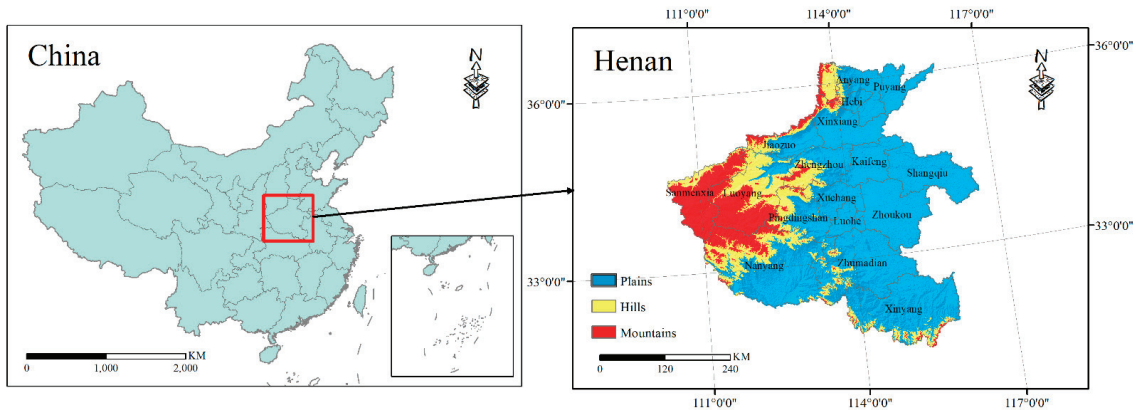 China
N
36°0'0"
33°0'0"
KM
0
1,000
2,000
111°0'0"
114°0'0"
117°0'0"
Henan
N
36°0'0"
33°0'0"
Anyang
Puyang
Hebi
Xinxiang
Jiaozuo
Zhengzhou
Kaifeng
Shangqiu
Sanmenxia
Luoyang
Xuchang
Pingdingshan
Luohe
Zhoukou
Nanyang
Zhumadian
Xinyang
Plains
Hills
Mountains
KM
0
120
240
111°0'0"
114°0'0"
117°0'0"